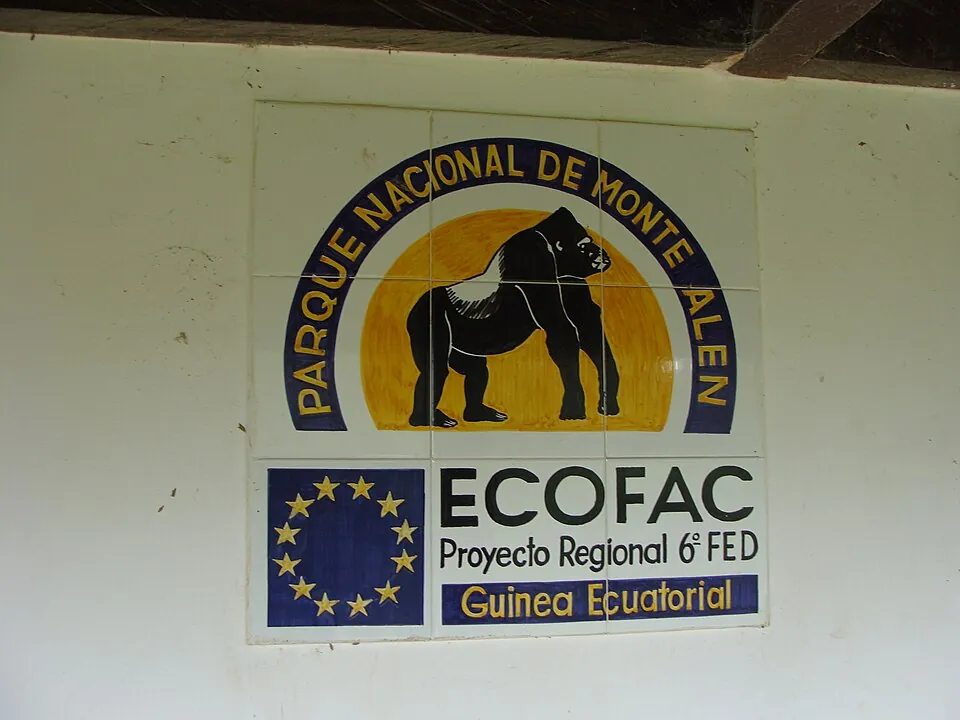 PARQUE NACIONAL DE MONTE ALEN
ECOFAC
Proyecto Regional 6º FED
Guinea Ecuatorial